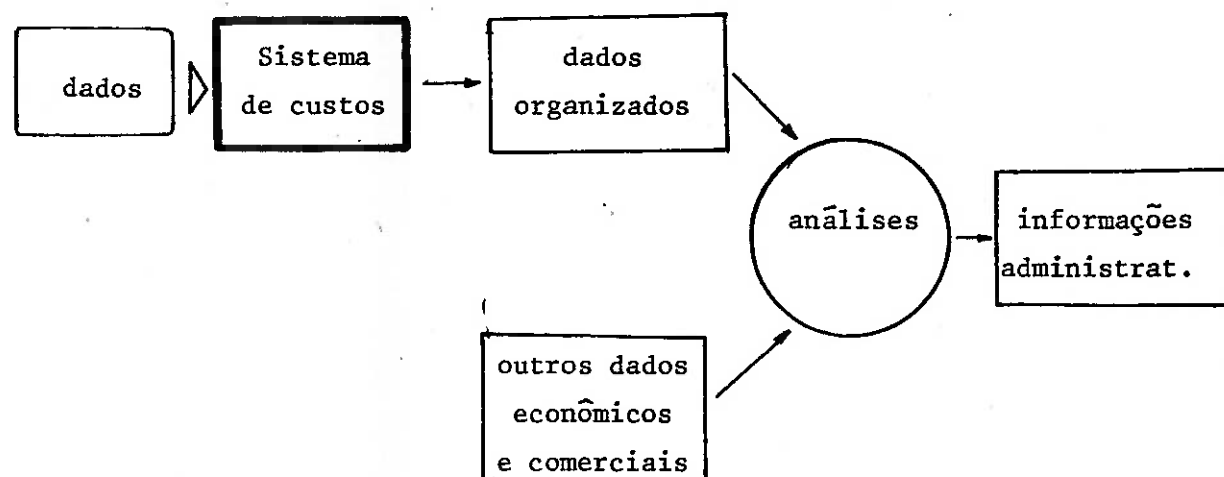 dados
Sistema
de custos
dados
organizados
análises
informações
administrat.
outros dados
econômicos
e comerciais